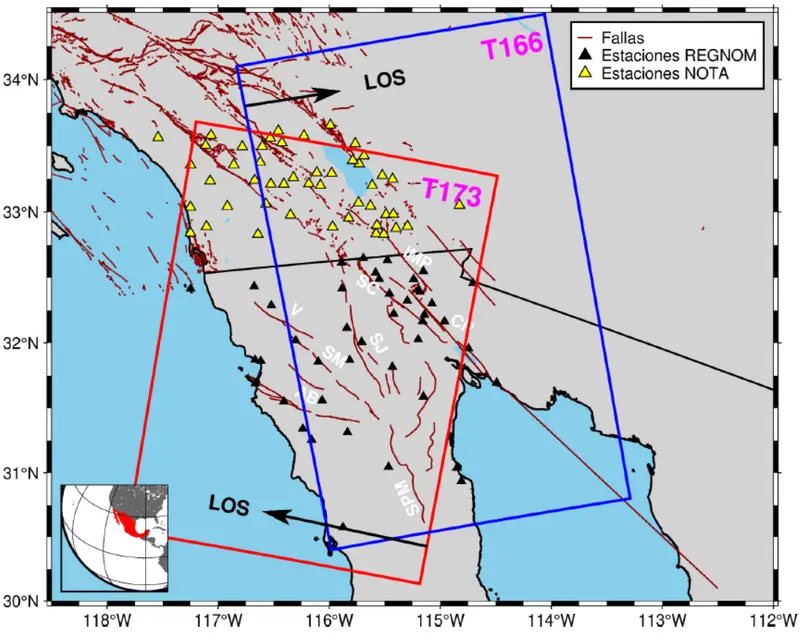 T166
Fallas
Estaciones REGNOM
Estaciones NOTA
LOS
T173
IMP
SC
CP
V
SJ
SM
AB
SPM
LOS
34°N
33°N
32°N
31°N
30°N
118°W
117°W
116°W
115°W
114°W
113°W
112°W